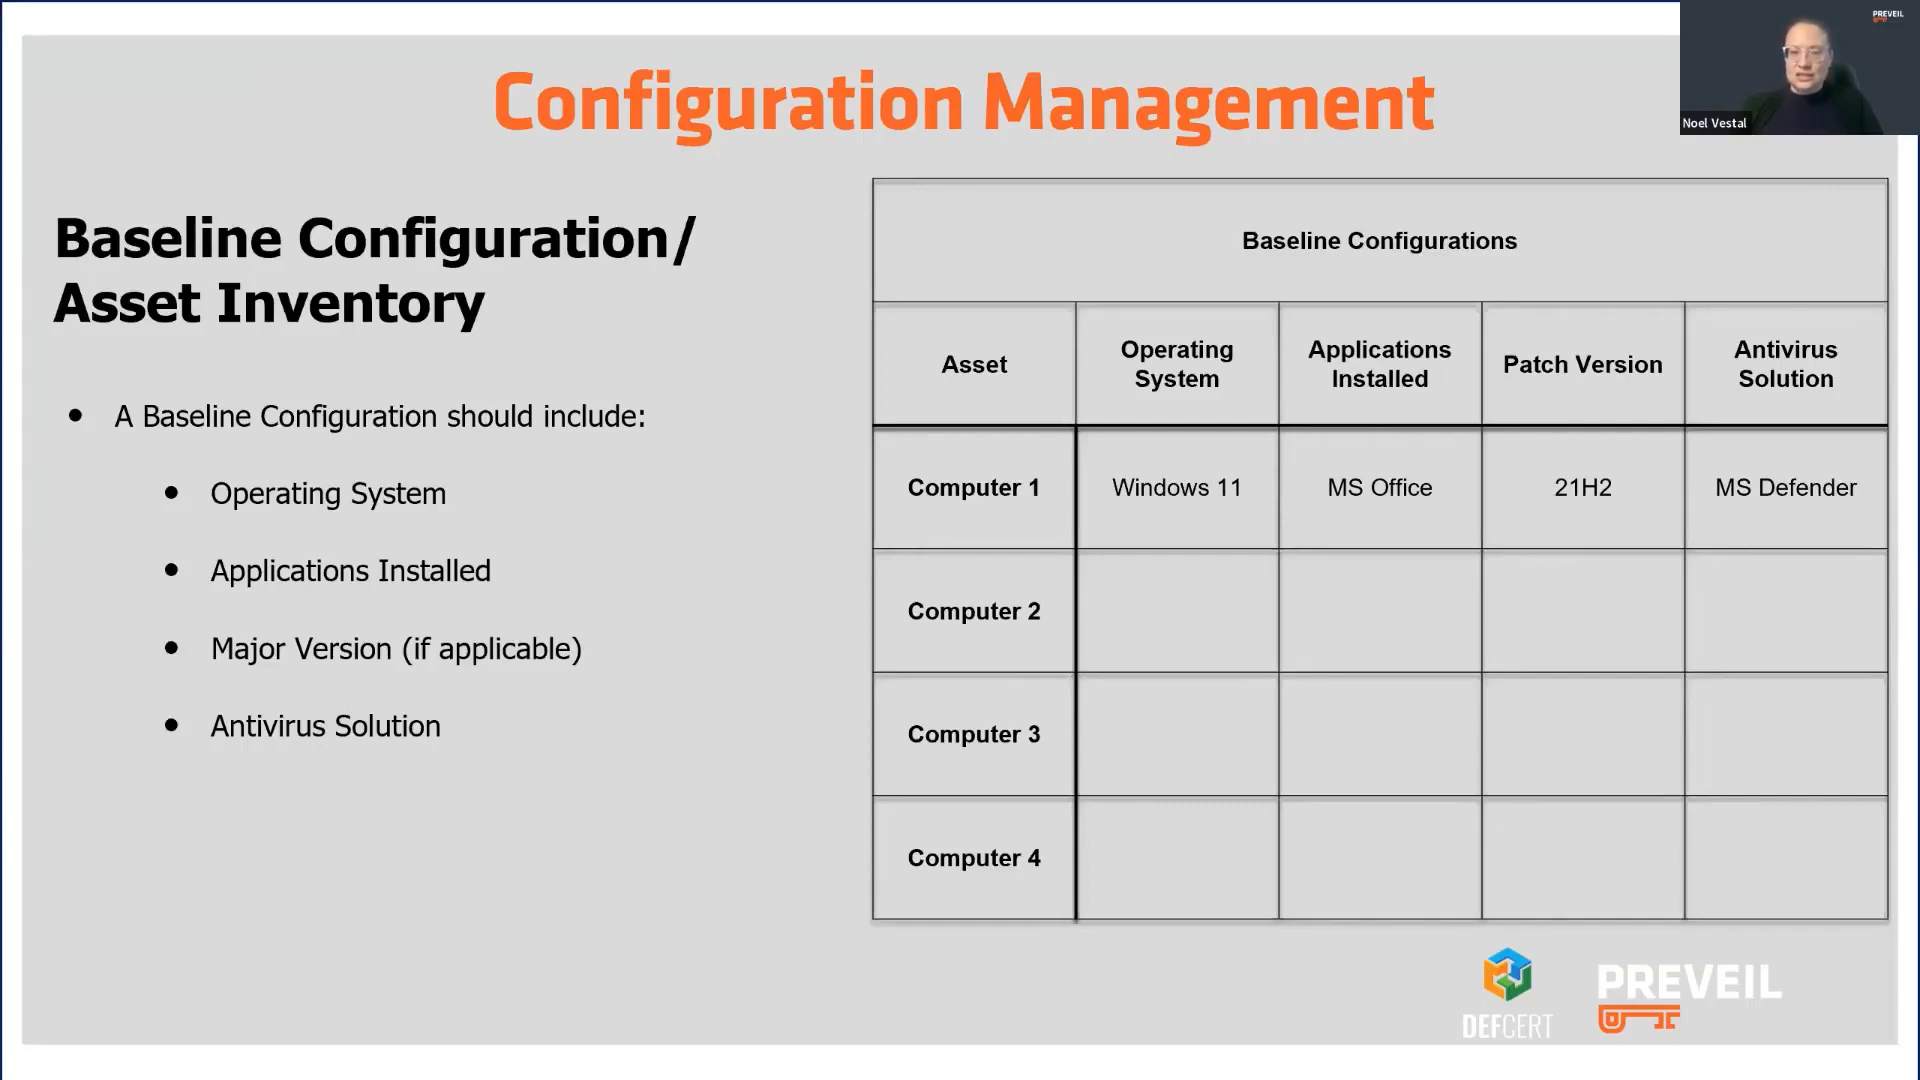 Configuration Management
PREVEIL
Noel Vestal
Baseline Configuration/
Asset Inventory
• A Baseline Configuration should include:
• Operating System
• Applications Installed
• Major Version (if applicable)
• Antivirus Solution
Baseline Configurations
Asset
Operating
System
Applications
Installed
Patch Version
Antivirus
Solution
Computer 1
Windows 11
MS Office
21H2
MS Defender
Computer 2
Computer 3
Computer 4
DEFCERT
PREVEIL